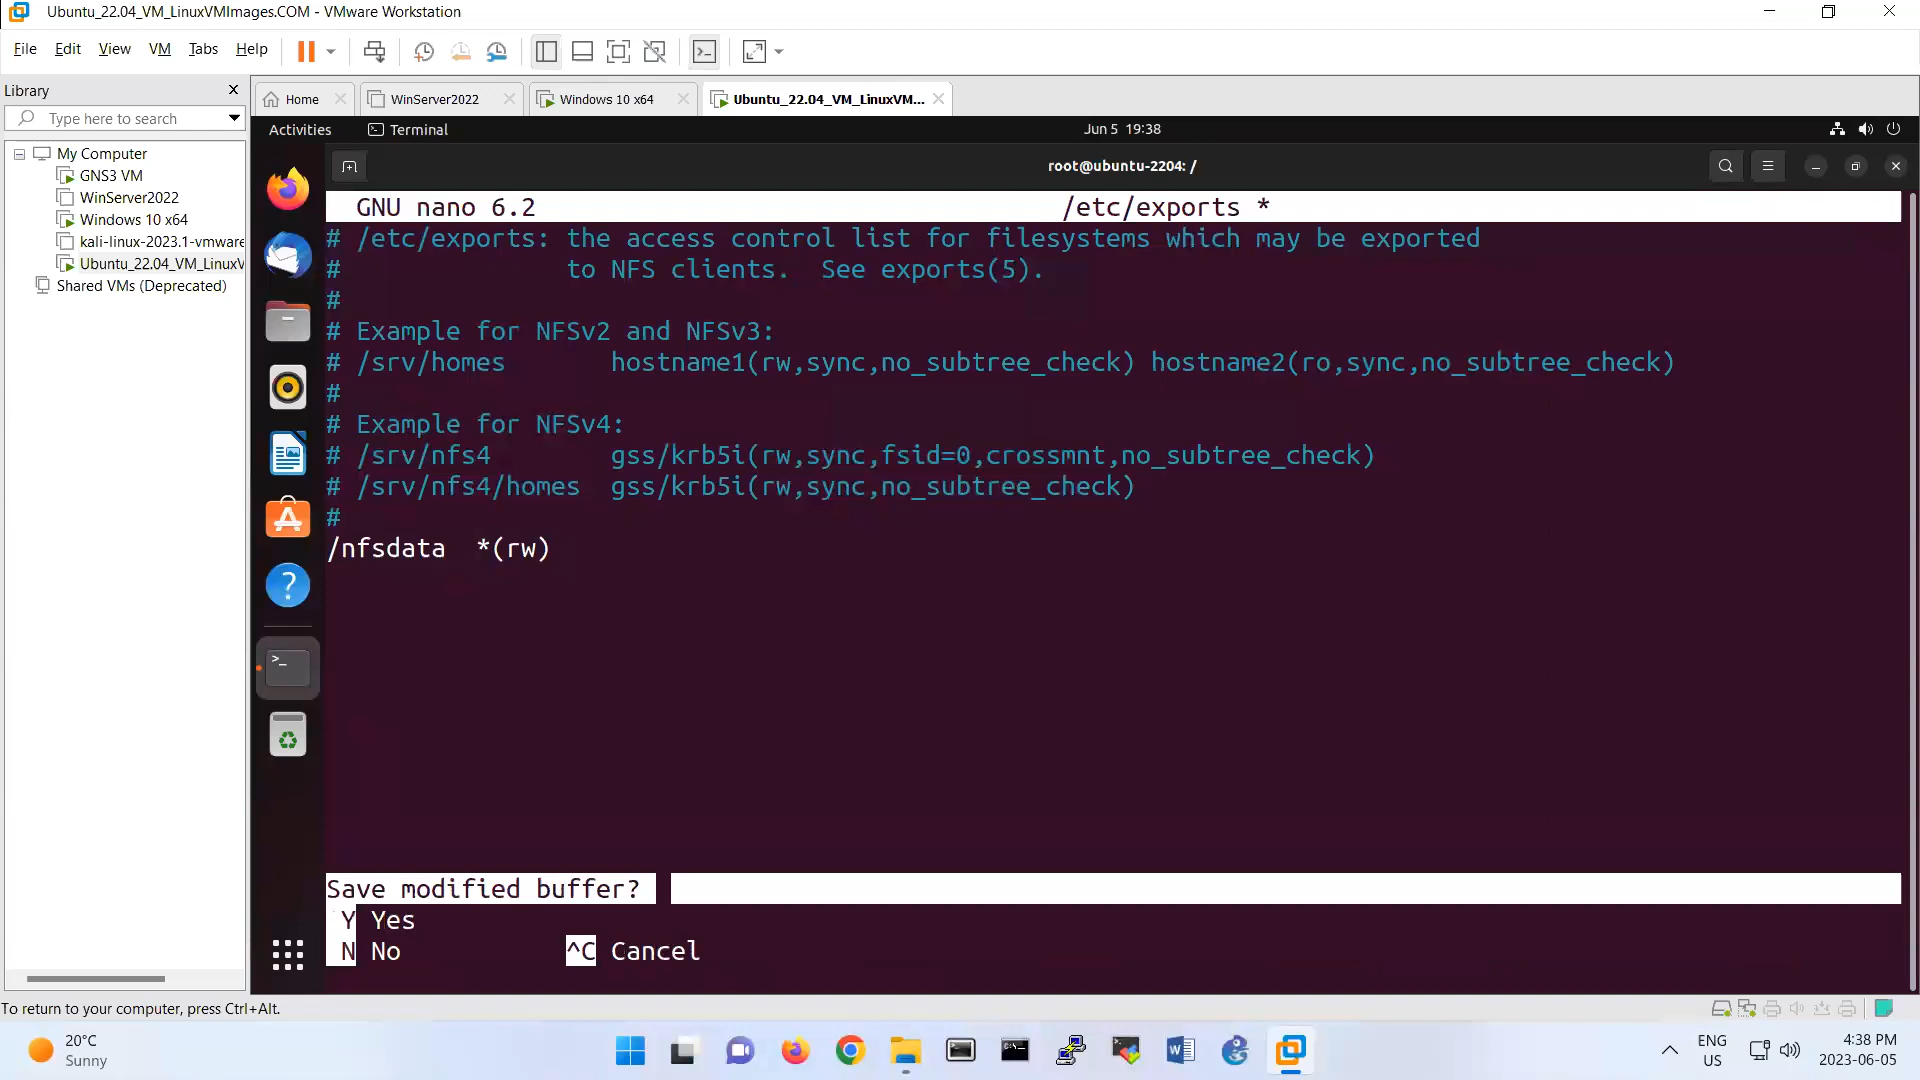 Ubuntu_22.04_VM_LinuxVMImages.COM - VMware Workstation
File Edit View VM Tabs Help
Library
Type here to search
My Computer
GNS3 VM
WinServer2022
Windows 10 x64
kali-linux-2023.1-vmware
Ubuntu_22.04_VM_LinuxV
Shared VMs (Deprecated)
Home
WinServer2022
Windows 10 x64
Ubuntu_22.04_VM_LinuxVM...
Activities
Terminal
Jun 5 19:38
root@ubuntu-2204: /
GNU nano 6.2 /etc/exports *
# /etc/exports: the access control list for filesystems which may be exported
# to NFS clients. See exports(5).
#
# Example for NFSv2 and NFSv3:
# /srv/homes hostname1(rw,sync,no_subtree_check) hostname2(ro,sync,no_subtree_check)
#
# Example for NFSv4:
# /srv/nfs4 gss/krb5i(rw,sync,fsid=0,crossmnt,no_subtree_check)
# /srv/nfs4/homes gss/krb5i(rw,sync,no_subtree_check)
#
/nfsdata *(rw)
Save modified buffer?
Y Yes
N No ^C Cancel
To return to your computer, press Ctrl+Alt.
20°C
Sunny
ENG
US
4:38 PM
2023-06-05